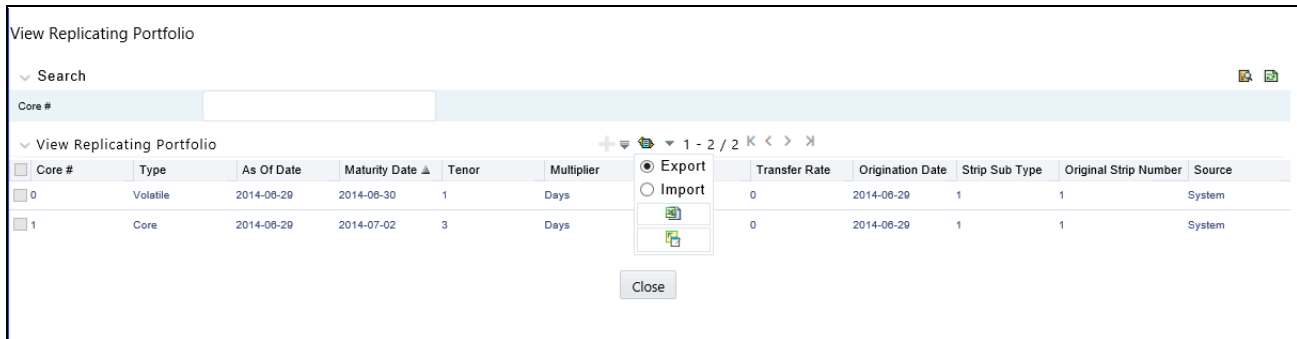 View Replicating Portfolio
Search
Core #
View Replicating Portfolio 1 - 2 / 2
Core # Type As Of Date Maturity Date Tenor Multiplier Export Transfer Rate Origination Date Strip Sub Type Original Strip Number Source
0 Volatile 2014-06-29 2014-06-30 1 Days Import 0 2014-06-29 1 1 System
1 Core 2014-06-29 2014-07-02 3 Days 0 2014-06-29 1 1 System
Close